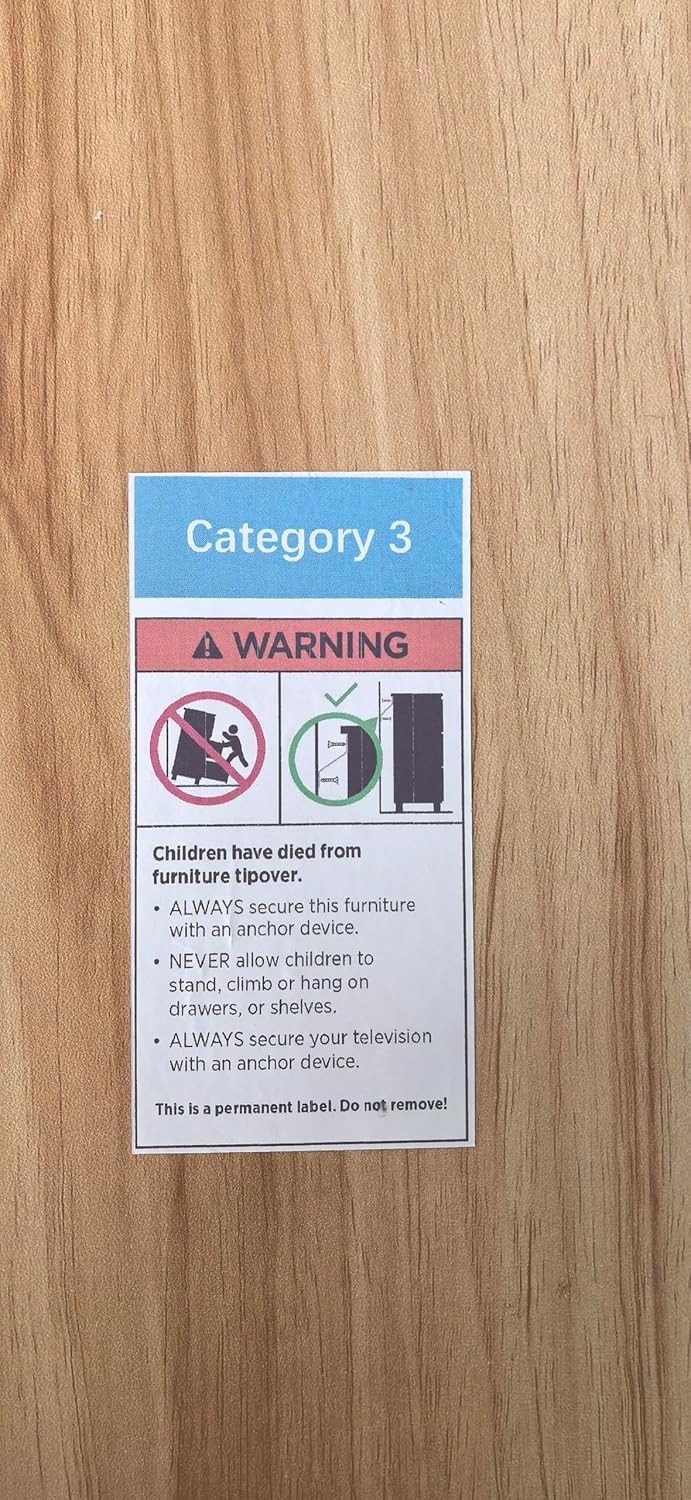 Category 3
WARNING
Children have died from
furniture tipover.
• ALWAYS secure this furniture
with an anchor device.
• NEVER allow children to
stand, climb or hang on
drawers, or shelves.
• ALWAYS secure your television
with an anchor device.
This is a permanent label. Do not remove!